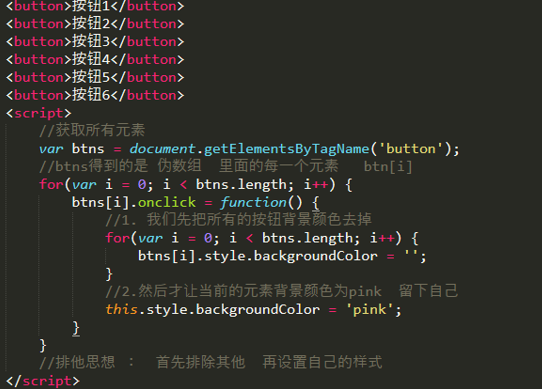 <button>按钮1</button>
<button>按钮2</button>
<button>按钮3</button>
<button>按钮4</button>
<button>按钮5</button>
<button>按钮6</button>
<script>
    //获取所有元素
    var btns = document.getElementsByTagName('button');
    //btns得到的是 伪数组  里面的每一个元素   btn[i]
    for(var i = 0; i < btns.length; i++) {
        btns[i].onclick = function() {
            //1. 我们先把所有的按钮背景颜色去掉
            for(var i = 0; i < btns.length; i++) {
                btns[i].style.backgroundColor = '';
            }
            //2.然后才让当前的元素背景颜色为pink  留下自己
            this.style.backgroundColor = 'pink';
        }
    }
    //排他思想 :  首先排除其他  再设置自己的样式
</script>